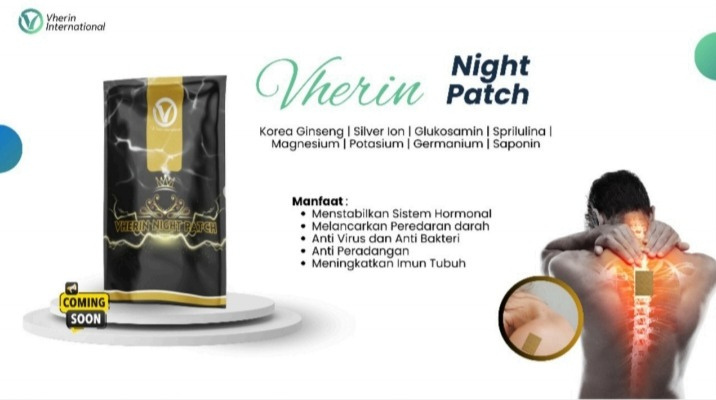 Vherin
International
Vherin
Night
Patch
Korea Ginseng | Silver Ion | Glukosamin | Sprilulina |
Magnesium | Potasium | Germanium | Saponin
Manfaat :
• Menstabilkan Sistem Hormonal
• Melancarkan Peredaran darah
• Anti Virus dan Anti Bakteri
• Anti Peradangan
• Meningkatkan Imun Tubuh
VHERIN NIGHT PATCH
COMING
SOON